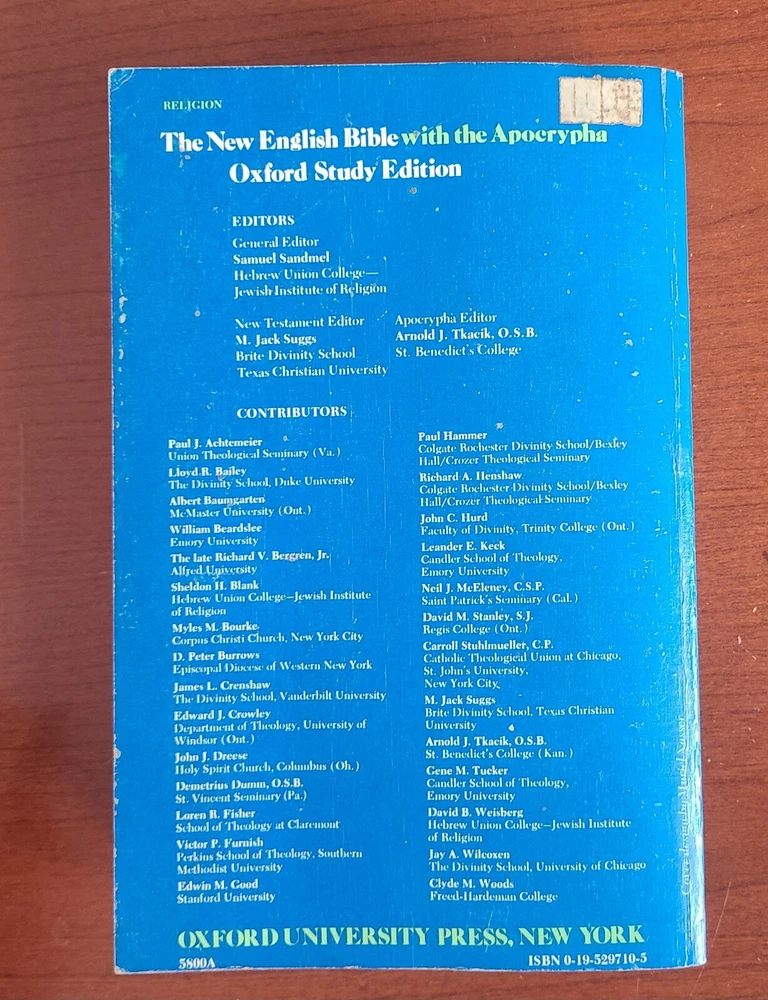 RELIGION
The New English Bible with the Apocrypha
Oxford Study Edition
EDITORS
General Editor
Samuel Sandmel
Hebrew Union College—
Jewish Institute of Religion
New Testament Editor
M. Jack Suggs
Brite Divinity School
Texas Christian University
Apocrypha Editor
Arnold J. Tkacik, O.S.B.
St. Benedict's College
CONTRIBUTORS
Paul J. Achtemeier
Union Theological Seminary (Va.)
Lloyd R. Bailey
The Divinity School, Duke University
Albert Baumgarten
McMaster University (Ont.)
William Beardslee
Emory University
The late Richard V. Bergren, Jr.
Alfred University
Sheldon H. Blank
Hebrew Union College—Jewish Institute
of Religion
Myles M. Bourke
Corpus Christi Church, New York City
D. Peter Burrows
Episcopal Diocese of Western New York
James L. Crenshaw
The Divinity School, Vanderbilt University
Edward J. Crowley
Department of Theology, University of
Windsor (Ont.)
John J. Dreese
Holy Spirit Church, Columbus (Oh.)
Demetrius Dumm, O.S.B.
St. Vincent Seminary (Pa.)
Loren R. Fisher
School of Theology at Claremont
Victor P. Furnish
Perkins School of Theology, Southern
Methodist University
Edwin M. Good
Stanford University
Paul Hammer
Colgate Rochester Divinity School/Bexley
Hall/Crozer Theological Seminary
Richard A. Henshaw
Colgate Rochester Divinity School/Bexley
Hall/Crozer Theological Seminary
John C. Hurd
Faculty of Divinity, Trinity College (Ont.)
Leander E. Keck
Candler School of Theology,
Emory University
Neil J. McEleney, C.S.P.
Saint Patrick's Seminary (Cal.)
David M. Stanley, S.J.
Regis College (Ont.)
Carroll Stuhlmueller, C.P.
Catholic Theological Union at Chicago,
St. John's University,
New York City
M. Jack Suggs
Brite Divinity School, Texas Christian
University
Arnold J. Tkacik, O.S.B.
St. Benedict's College (Kan.)
Gene M. Tucker
Candler School of Theology,
Emory University
David B. Weisberg
Hebrew Union College—Jewish Institute
of Religion
Jay A. Wilcoxen
The Divinity School, University of Chicago
Clyde M. Woods
Freed-Hardeman College
Cover design by
OXFORD UNIVERSITY PRESS, NEW YORK
5800A
ISBN 0-19-529710-5